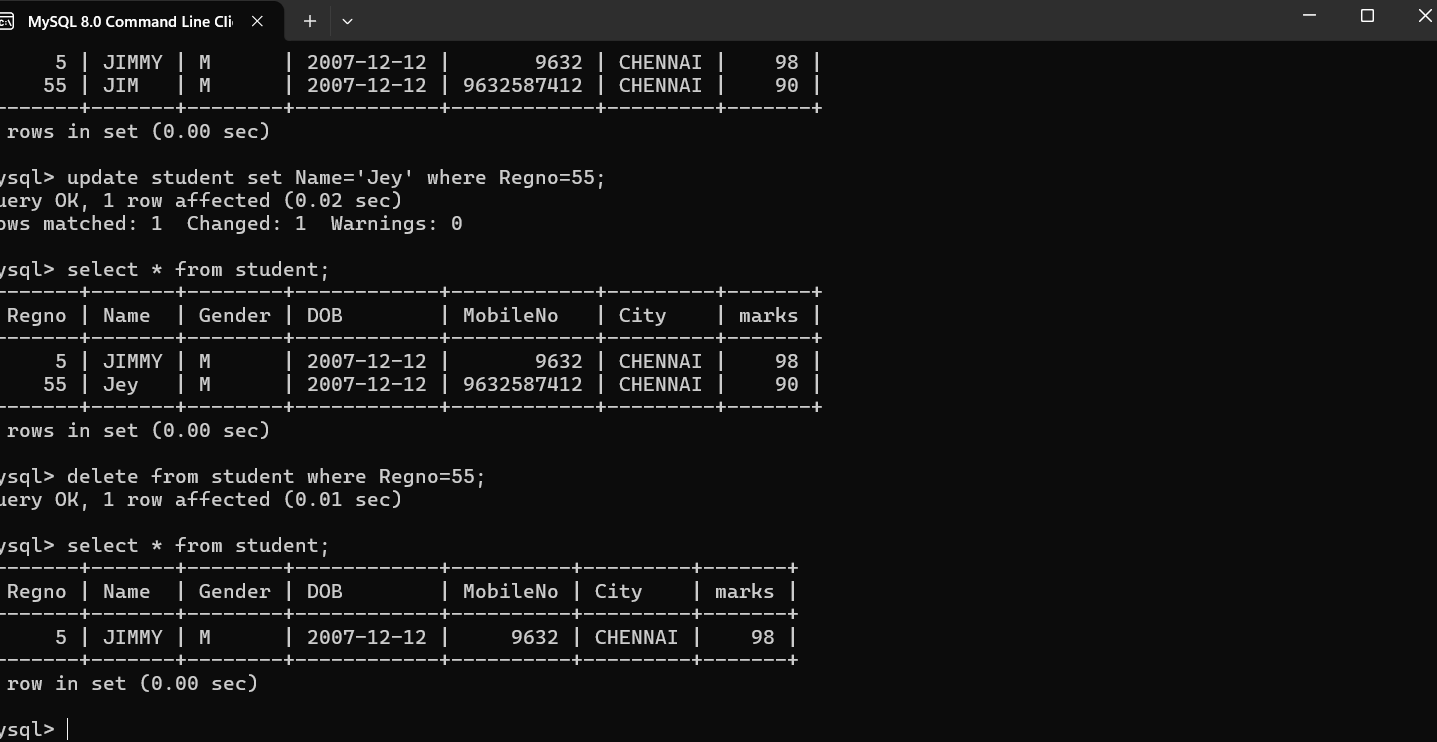 MySQL 8.0 Command Line Cli
5 | JIMMY | M      | 2007-12-12 |       9632 | CHENNAI |    98 |
55 | JIM   | M      | 2007-12-12 | 9632587412 | CHENNAI |    90 |
-------+-------+--------+------------+------------+---------+-------+
rows in set (0.00 sec)
ysql> update student set Name='Jey' where Regno=55;
uery OK, 1 row affected (0.02 sec)
ows matched: 1  Changed: 1  Warnings: 0
ysql> select * from student;
-------+-------+--------+------------+------------+---------+-------+
Regno | Name  | Gender | DOB        | MobileNo   | City    | marks |
-------+-------+--------+------------+------------+---------+-------+
5 | JIMMY | M      | 2007-12-12 |       9632 | CHENNAI |    98 |
55 | Jey   | M      | 2007-12-12 | 9632587412 | CHENNAI |    90 |
-------+-------+--------+------------+------------+---------+-------+
rows in set (0.00 sec)
ysql> delete from student where Regno=55;
uery OK, 1 row affected (0.01 sec)
ysql> select * from student;
-------+-------+--------+------------+----------+---------+-------+
Regno | Name  | Gender | DOB        | MobileNo | City    | marks |
-------+-------+--------+------------+----------+---------+-------+
5 | JIMMY | M      | 2007-12-12 |     9632 | CHENNAI |    98 |
-------+-------+--------+------------+----------+---------+-------+
row in set (0.00 sec)
ysql>